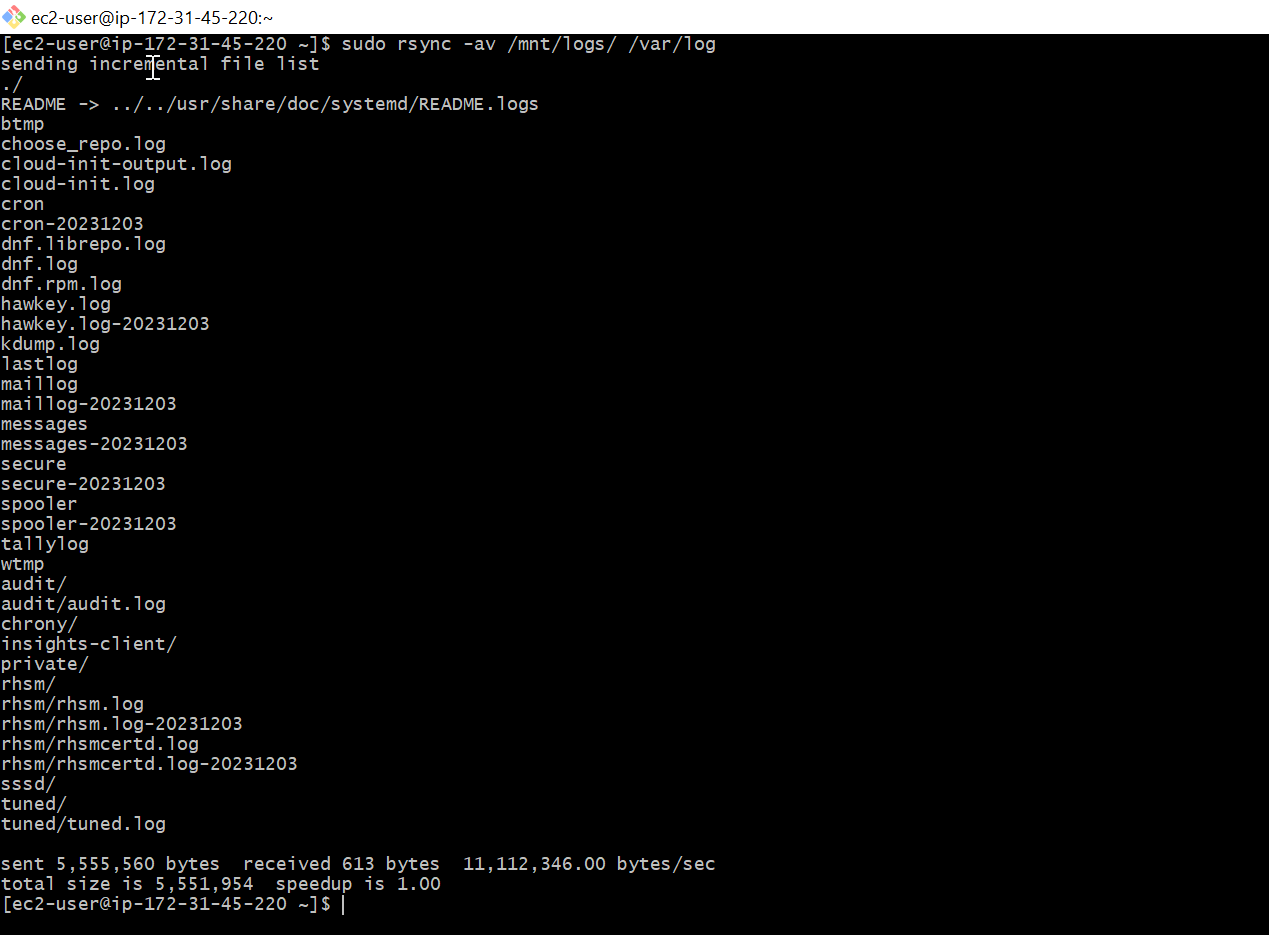 ec2-user@ip-172-31-45-220:~
[ec2-user@ip-172-31-45-220 ~]$ sudo rsync -av /mnt/logs/ /var/log
sending incremental file list
./
README -> ../../usr/share/doc/systemd/README.logs
btmp
choose_repo.log
cloud-init-output.log
cloud-init.log
cron
cron-20231203
dnf.librepo.log
dnf.log
dnf.rpm.log
hawkey.log
hawkey.log-20231203
kdump.log
lastlog
maillog
maillog-20231203
messages
messages-20231203
secure
secure-20231203
spooler
spooler-20231203
tallylog
wtmp
audit/
audit/audit.log
chrony/
insights-client/
private/
rhsm/
rhsm/rhsm.log
rhsm/rhsm.log-20231203
rhsm/rhsmcertd.log
rhsm/rhsmcertd.log-20231203
sssd/
tuned/
tuned/tuned.log
sent 5,555,560 bytes  received 613 bytes  11,112,346.00 bytes/sec
total size is 5,551,954  speedup is 1.00
[ec2-user@ip-172-31-45-220 ~]$